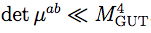 det μ^{ab} ≪ M_{GUT}^4